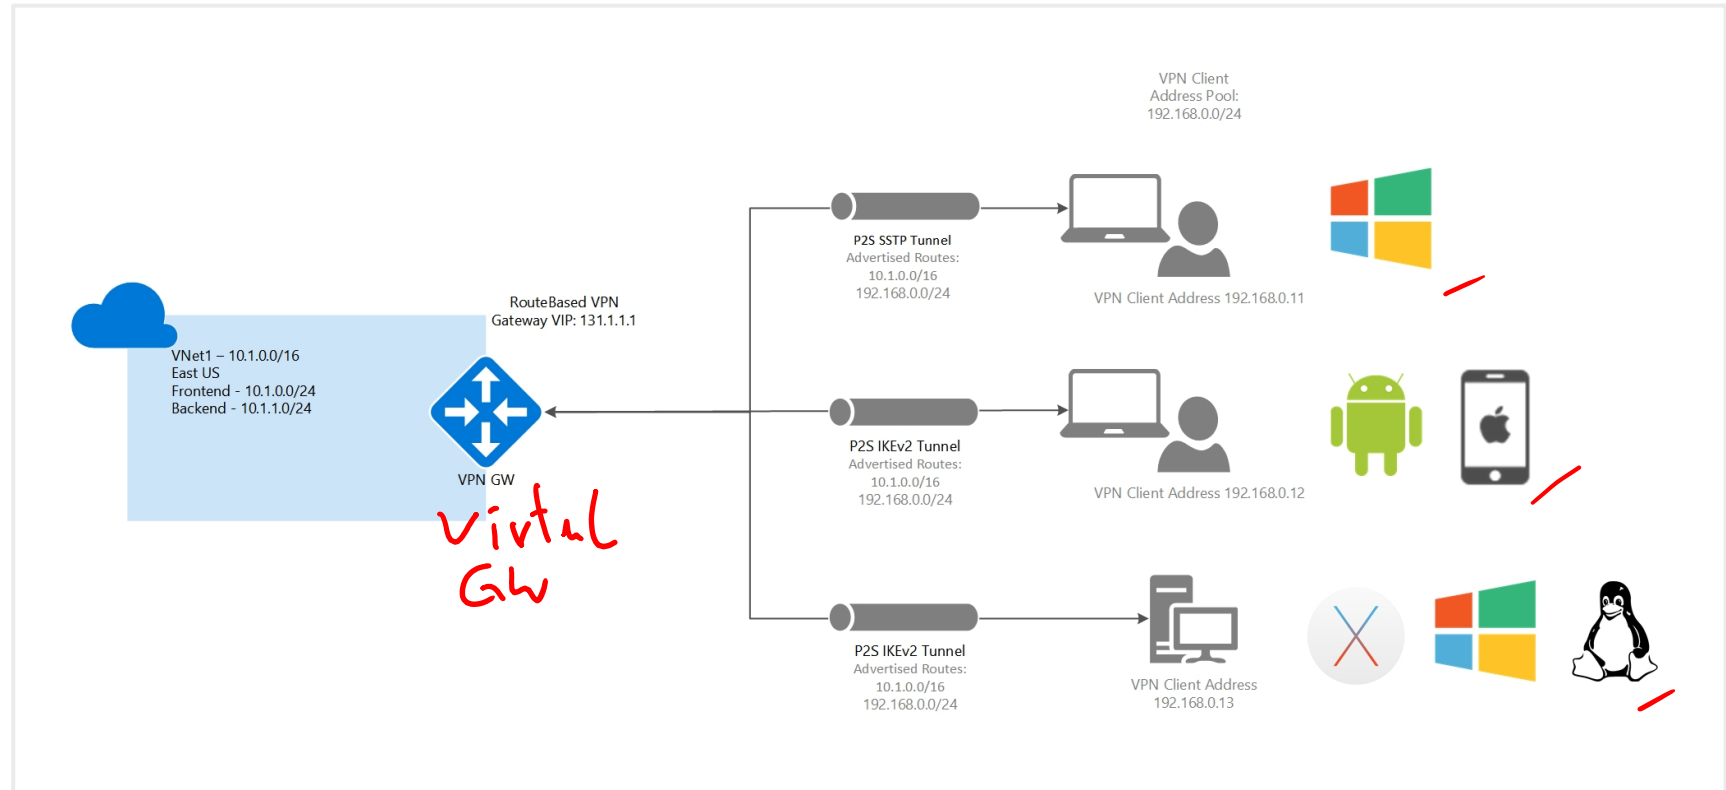 VPN Client
Address Pool:
192.168.0.0/24
P2S SSTP Tunnel
Advertised Routes:
10.1.0.0/16
192.168.0.0/24
VPN Client Address 192.168.0.11
RouteBased VPN
Gateway VIP: 131.1.1.1
VNet1 – 10.1.0.0/16
East US
Frontend - 10.1.0.0/24
Backend - 10.1.1.0/24
VPN GW
Virtul
GW
P2S IKEv2 Tunnel
Advertised Routes:
10.1.0.0/16
192.168.0.0/24
VPN Client Address 192.168.0.12
P2S IKEv2 Tunnel
Advertised Routes:
10.1.0.0/16
192.168.0.0/24
VPN Client Address
192.168.0.13